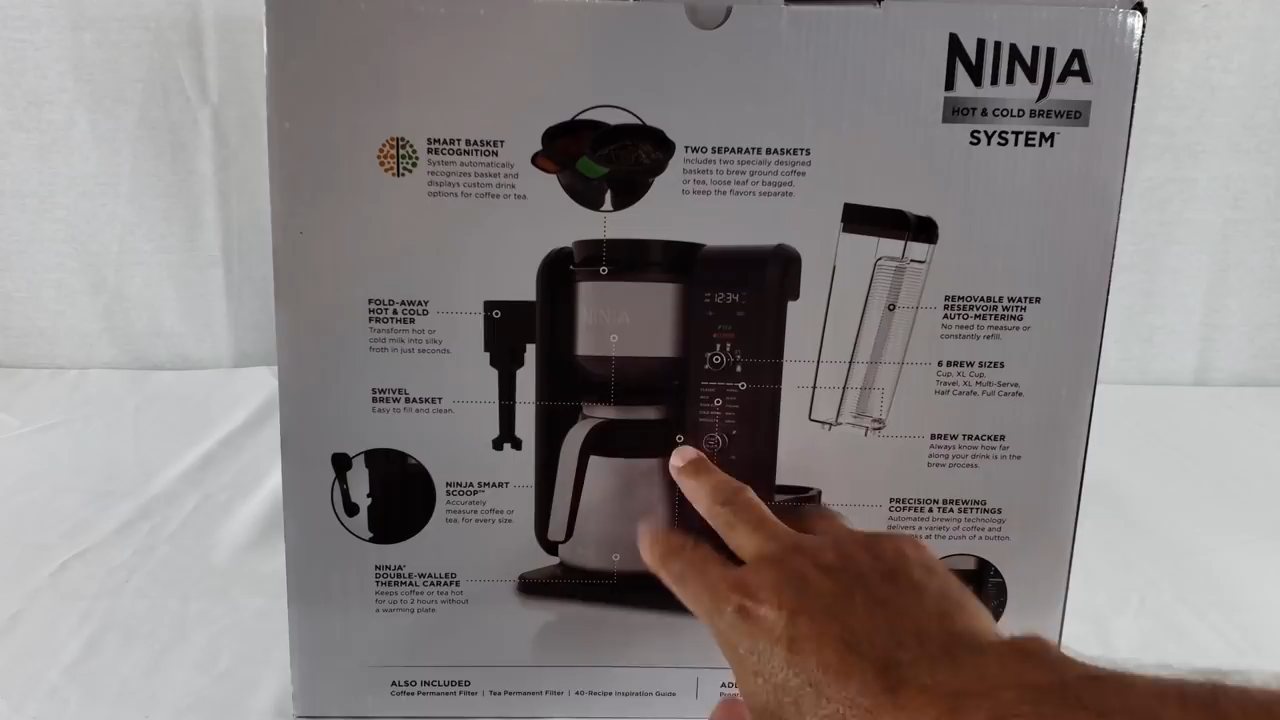 NINJA
HOT & COLD BREWED
SYSTEM™
SMART BASKET
RECOGNITION
System automatically
recognizes basket and
displays custom drink
options for coffee or tea.
TWO SEPARATE BASKETS
Includes two specially designed
baskets to brew ground coffee
or tea, loose leaf or bagged,
to keep the flavors separate.
FOLD-AWAY
HOT & COLD
FROTHER
Transform hot or
cold milk into silky
froth in just seconds.
NINJA
12:34
REMOVABLE WATER
RESERVOIR WITH
AUTO-METERING
No need to measure or
constantly refill.
6 BREW SIZES
Cup, XL Cup,
Travel, XL Multi-Serve,
Half Carafe, Full Carafe.
SWIVEL
BREW BASKET
Easy to fill and clean.
BREW TRACKER
Always know how far
along your drink is in the
brew process.
NINJA SMART
SCOOP™
Accurately
measure coffee or
tea, for every size.
PRECISION BREWING
COFFEE & TEA SETTINGS
Automated brewing technology
delivers a variety of coffee and
at the push of a button.
NINJA®
DOUBLE-WALLED
THERMAL CARAFE
Keeps coffee or tea hot
for up to 2 hours without
a warming plate.
ALSO INCLUDED
Coffee Permanent Filter | Tea Permanent Filter | 40-Recipe Inspiration Guide